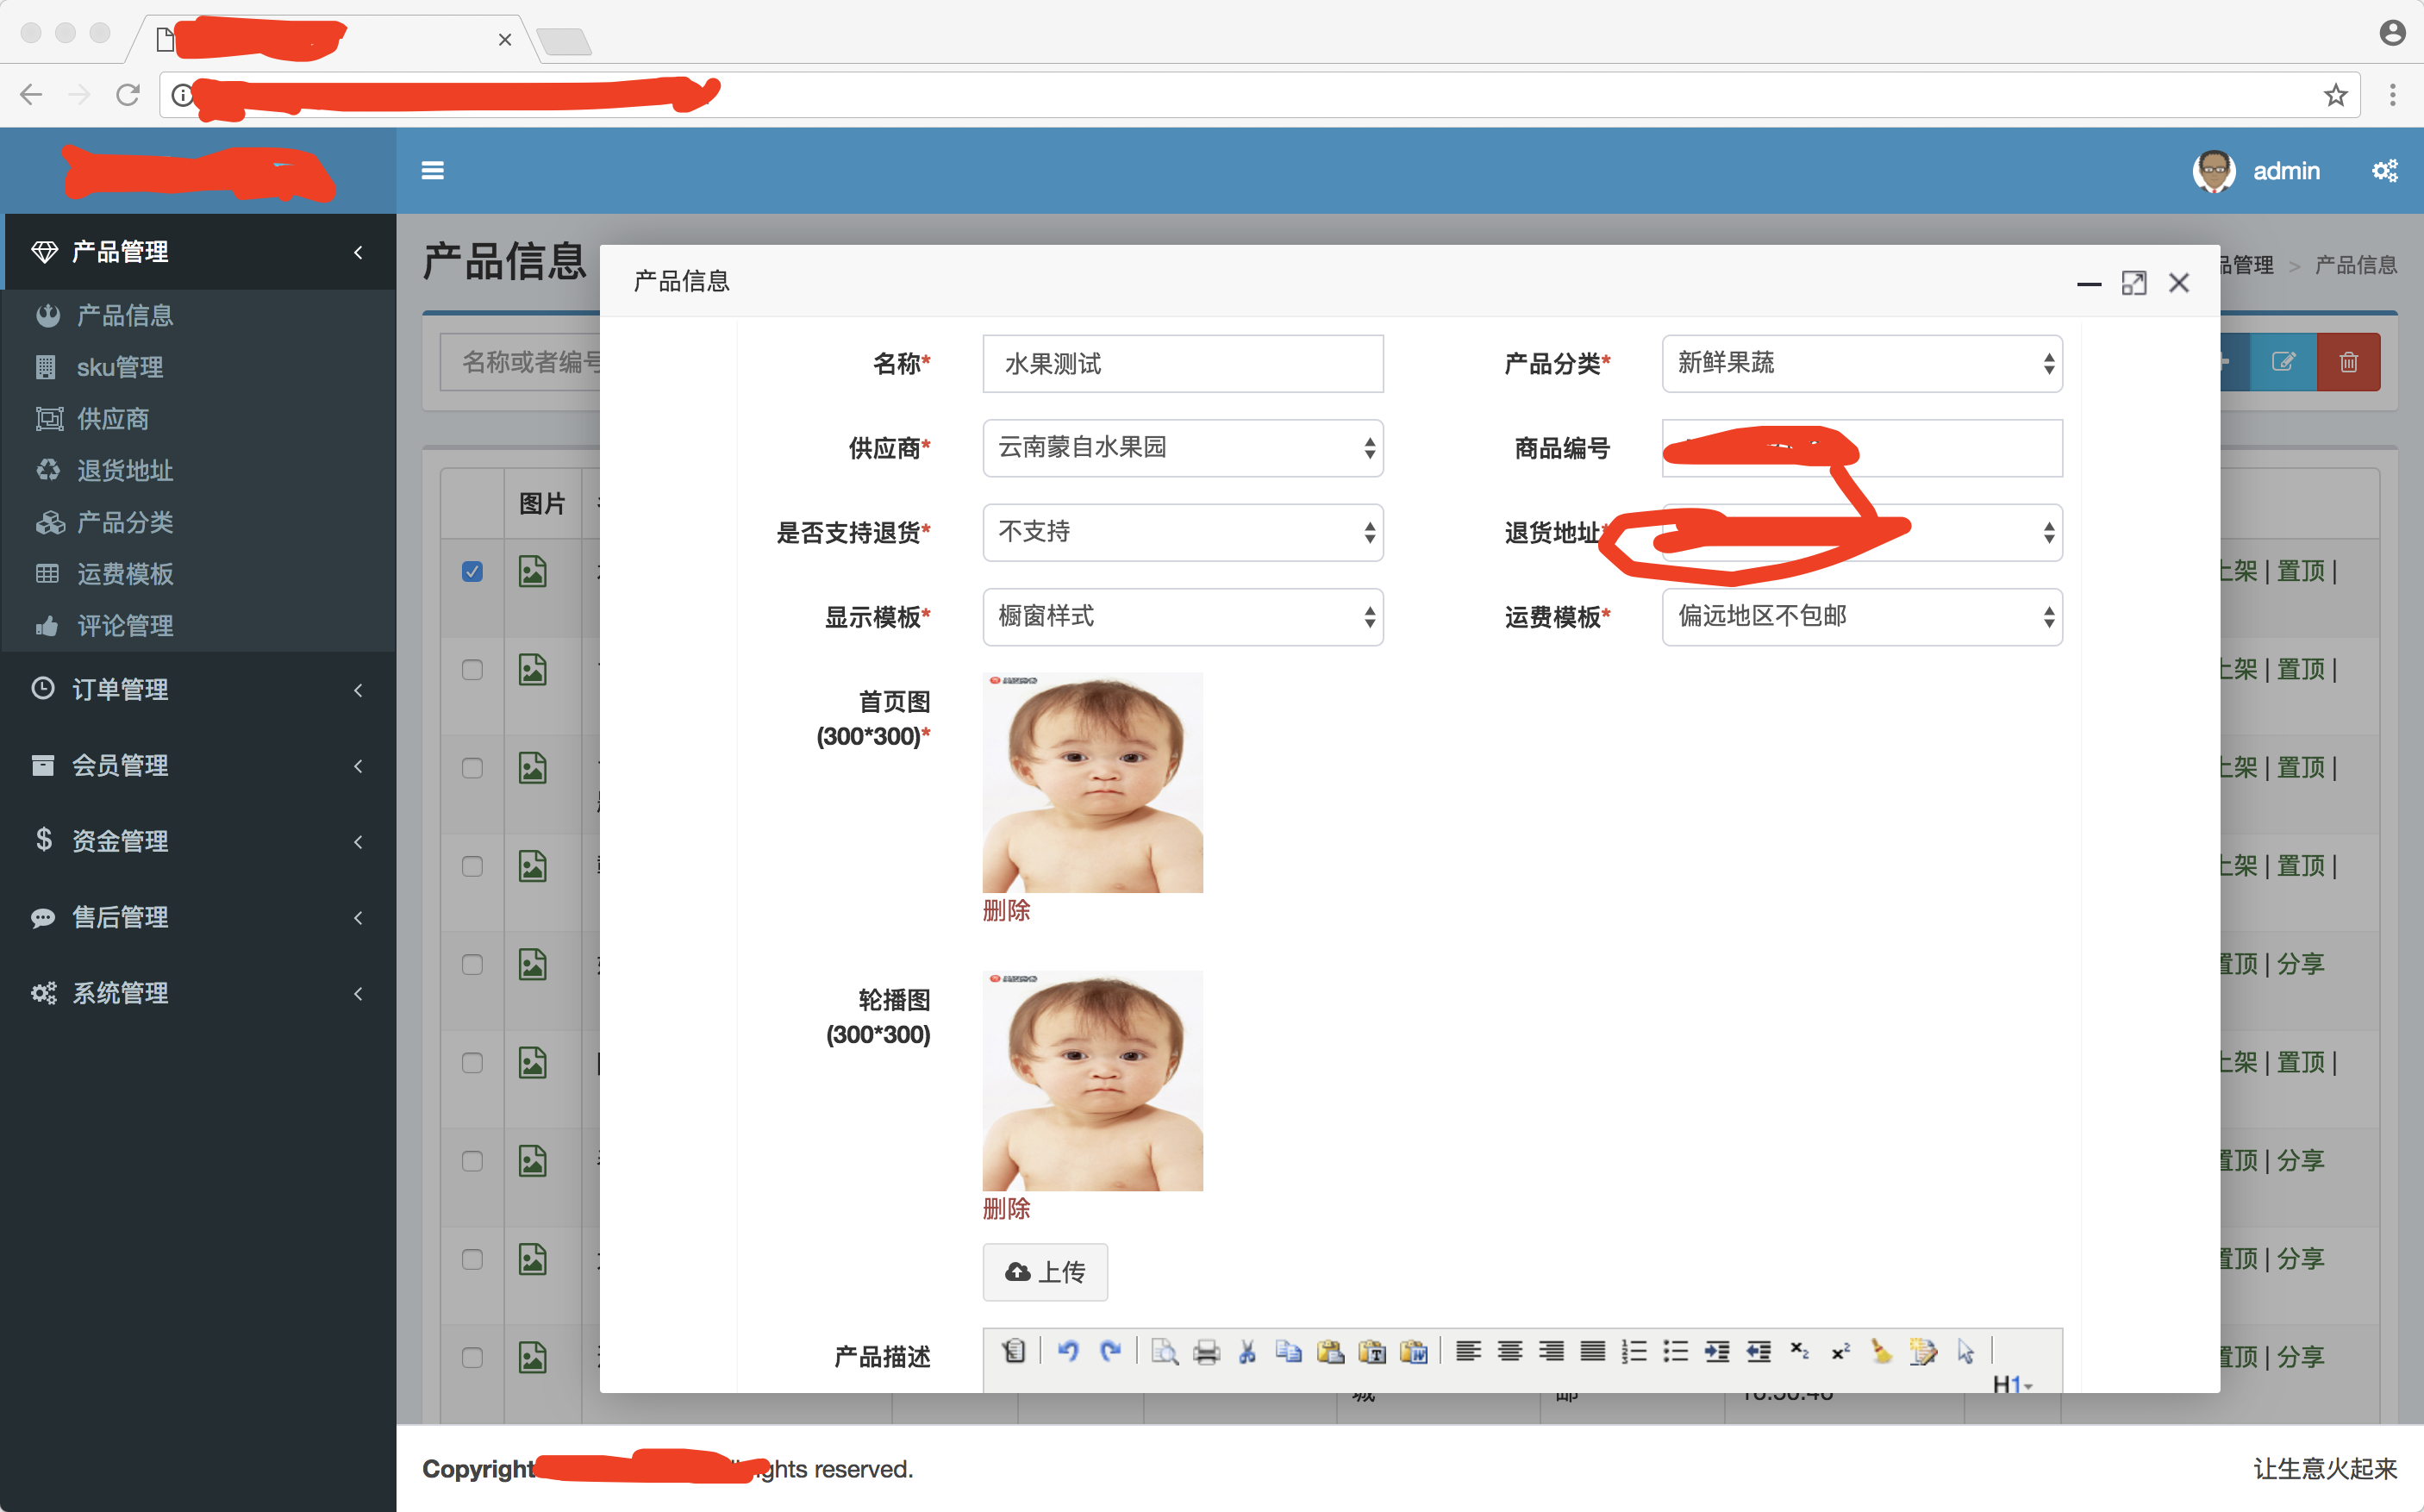 admin
产品管理
产品信息
sku管理
供应商
退货地址
产品分类
运费模板
评论管理
订单管理
会员管理
资金管理
售后管理
系统管理
产品信息
品管理 > 产品信息
名称或者编号
图片
产品信息
名称* 水果测试
产品分类* 新鲜果蔬
供应商* 云南蒙自水果园
商品编号
是否支持退货* 不支持
退货地址*
显示模板* 橱窗样式
运费模板* 偏远地区不包邮
首页图
(300*300)*
删除
轮播图
(300*300)
删除
上传
产品描述
H1
上架 | 置顶 |
上架 | 置顶 |
上架 | 置顶 |
上架 | 置顶 |
置顶 | 分享
上架 | 置顶 |
置顶 | 分享
置顶 | 分享
置顶 | 分享
Copyright
rights reserved.
让生意火起来